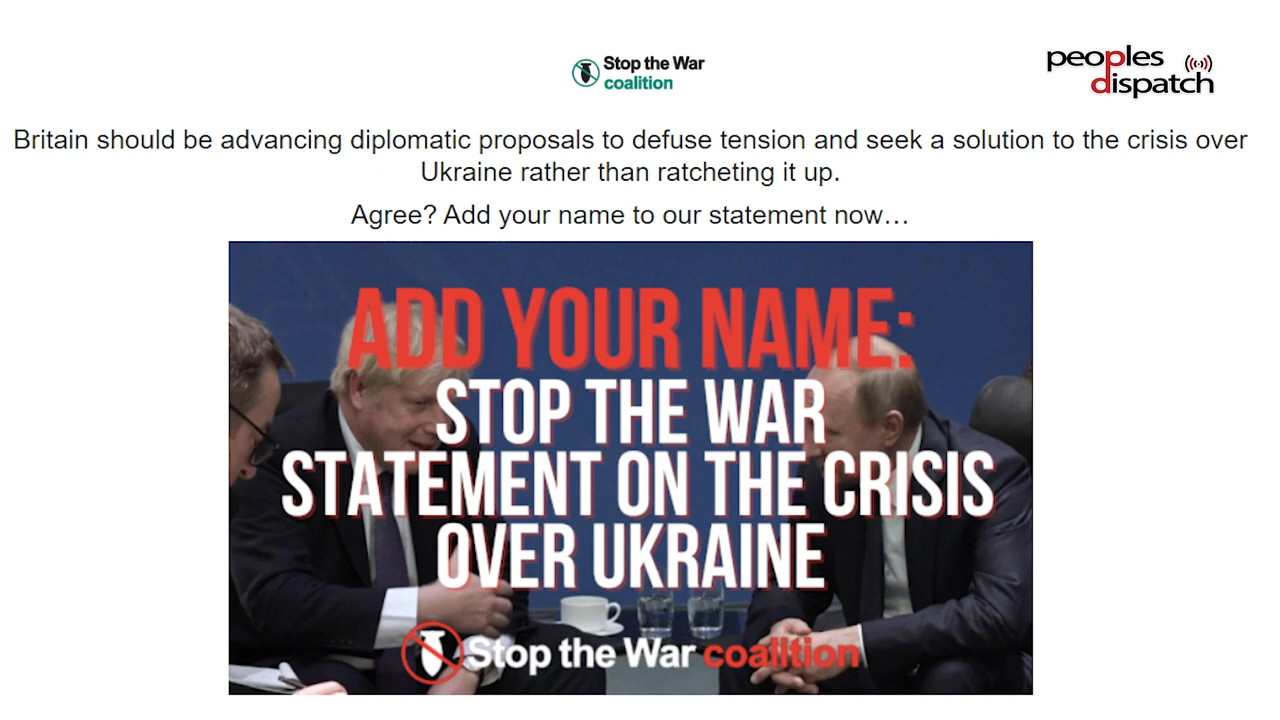 Stop the War
coalition
peoples
dispatch
Britain should be advancing diplomatic proposals to defuse tension and seek a solution to the crisis over
Ukraine rather than ratcheting it up.
Agree? Add your name to our statement now…
ADD YOUR NAME:
STOP THE WAR
STATEMENT ON THE CRISIS
OVER UKRAINE
Stop the War coalition